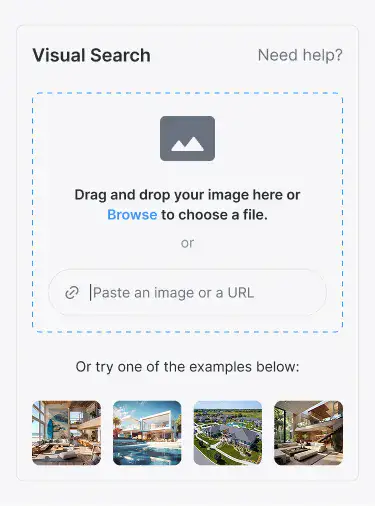 Visual Search
Need help?
Drag and drop your image here or
Browse to choose a file.
or
Paste an image or a URL
Or try one of the examples below: